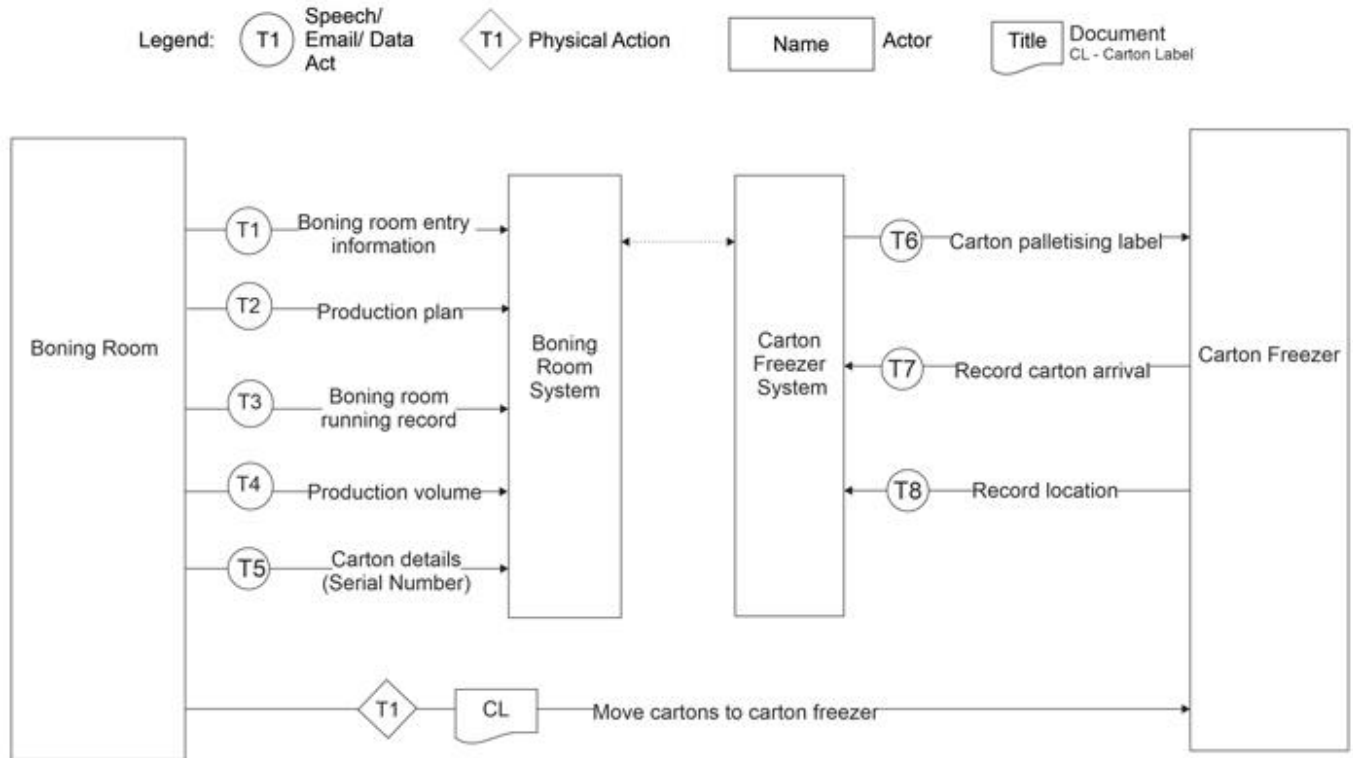 Legend:
T1
Speech/
Email/ Data
Act
T1
Physical Action
Name
Actor
Title
Document
CL - Carton Label
Boning Room
T1
Boning room entry
information
T2
Production plan
T3
Boning room
running record
T4
Production volume
T5
Carton details
(Serial Number)
Boning
Room
System
Carton
Freezer
System
T6
Carton palletising label
T7
Record carton arrival
T8
Record location
Carton Freezer
T1
CL
Move cartons to carton freezer